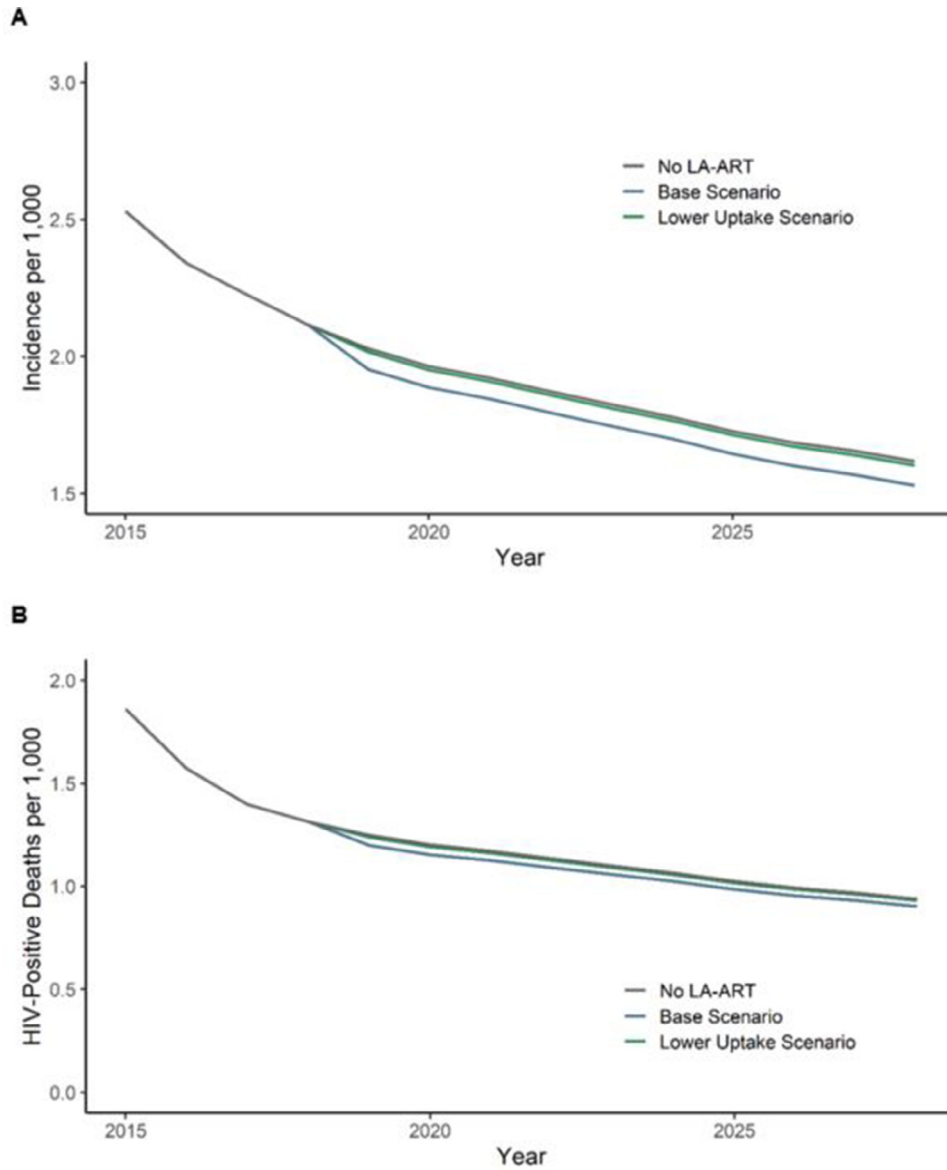 A
3.0
2.5
2.0
1.5
Incidence per 1,000
No LA-ART
Base Scenario
Lower Uptake Scenario
2015
2020
2025
Year
B
2.0
1.5
1.0
0.5
0.0
HIV-Positive Deaths per 1,000
No LA-ART
Base Scenario
Lower Uptake Scenario
2015
2020
2025
Year